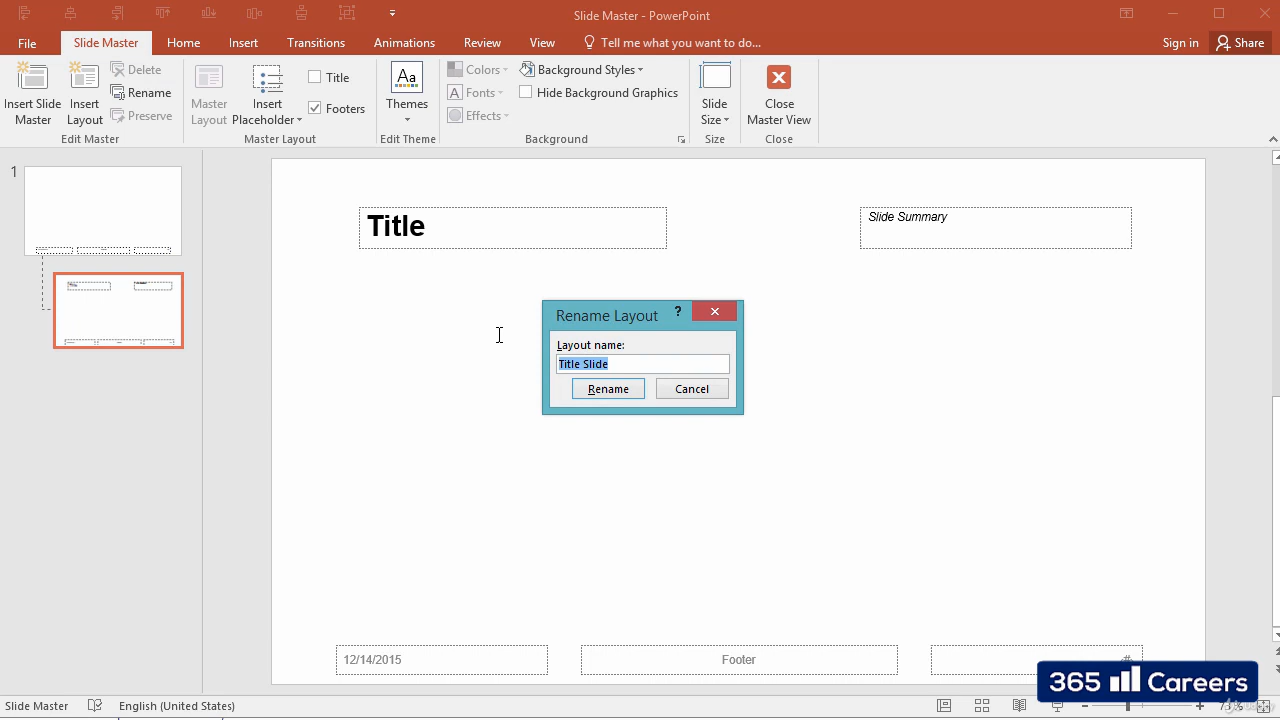 Slide Master - PowerPoint
File Slide Master Home Insert Transitions Animations Review View Tell me what you want to do... Sign in Share
Insert Slide Master
Insert Layout
Delete
Rename
Preserve
Edit Master
Master Layout
Insert Placeholder
Title
Footers
Master Layout
Themes
Edit Theme
Colors
Fonts
Effects
Background Styles
Hide Background Graphics
Background
Slide Size
Size
Close Master View
Close
1
Title
Slide Summary
Rename Layout ?
Layout name:
Title Slide
Rename Cancel
12/14/2015 Footer
365 Careers
Slide Master English (United States)